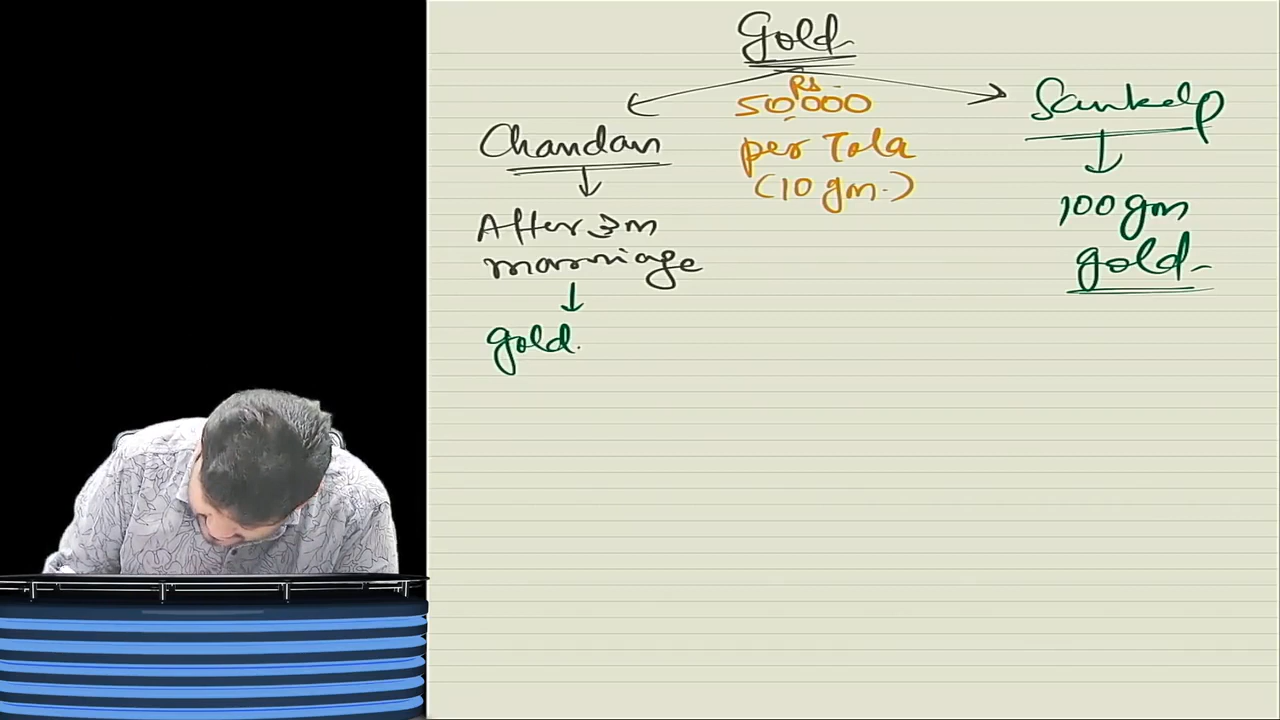 Gold
Rs.
50,000
per Tola
(10 gm.)
Chandan
After 3m
marriage
gold.
Sankalp
100 gm
gold